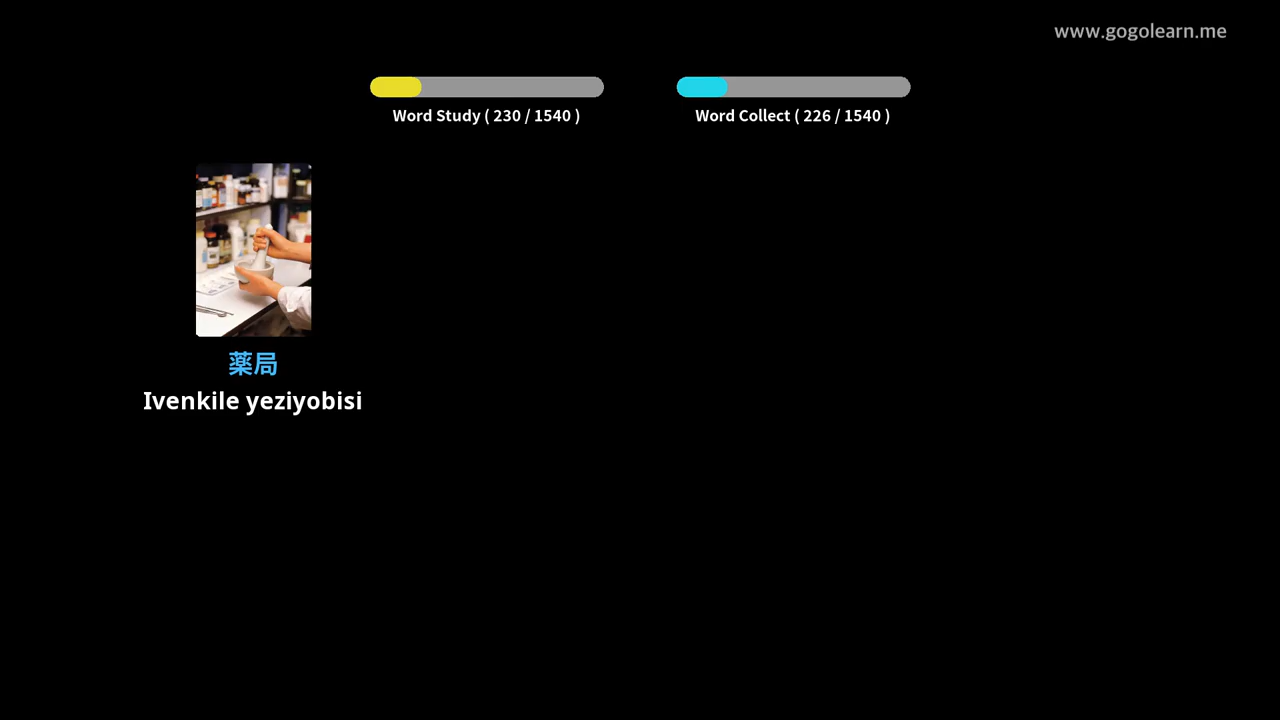 www.gogolearn.me
Word Study ( 230 / 1540 )
Word Collect ( 226 / 1540 )
薬局
Ivenkile yeziyobisi